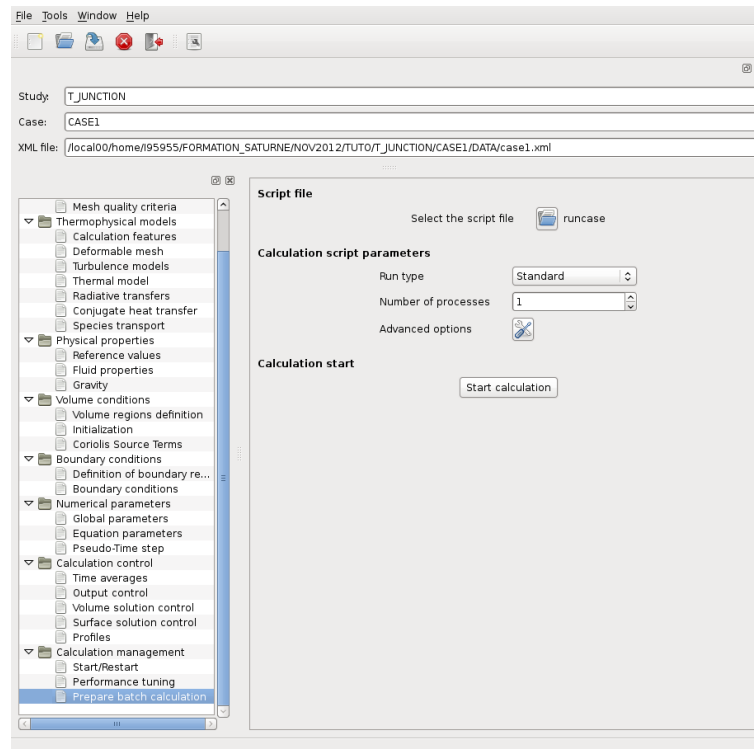 File Tools Window Help
Study: T_JUNCTION
Case: CASE1
XML file: /local00/home/I95955/FORMATION_SATURNE/NOV2012/TUTO/T_JUNCTION/CASE1/DATA/case1.xml
Mesh quality criteria
Thermophysical models
Calculation features
Deformable mesh
Turbulence models
Thermal model
Radiative transfers
Conjugate heat transfer
Species transport
Physical properties
Reference values
Fluid properties
Gravity
Volume conditions
Volume regions definition
Initialization
Coriolis Source Terms
Boundary conditions
Definition of boundary re...
Boundary conditions
Numerical parameters
Global parameters
Equation parameters
Pseudo-Time step
Calculation control
Time averages
Output control
Volume solution control
Surface solution control
Profiles
Calculation management
Start/Restart
Performance tuning
Prepare batch calculation
Script file
Select the script file runcase
Calculation script parameters
Run type Standard
Number of processes 1
Advanced options
Calculation start
Start calculation